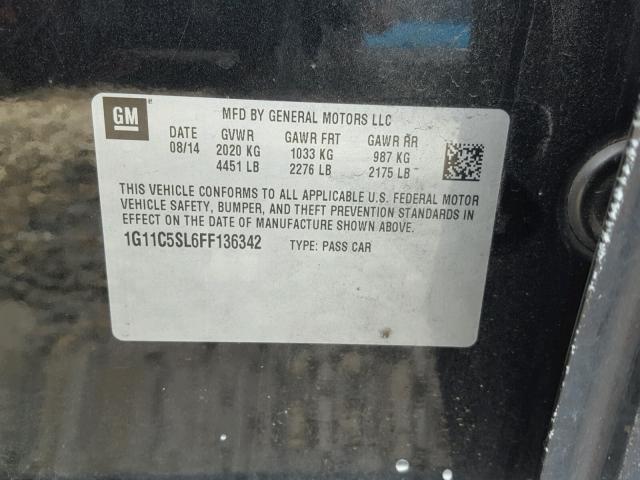 GM
MFD BY GENERAL MOTORS LLC
DATE GVWR GAWR FRT GAWR RR
08/14 2020 KG 1033 KG 987 KG
4451 LB 2276 LB 2175 LB
THIS VEHICLE CONFORMS TO ALL APPLICABLE U.S. FEDERAL MOTOR
VEHICLE SAFETY, BUMPER, AND THEFT PREVENTION STANDARDS IN
EFFECT ON THE DATE OF MANUFACTURE SHOWN ABOVE.
1G11C5SL6FF136342 TYPE: PASS CAR